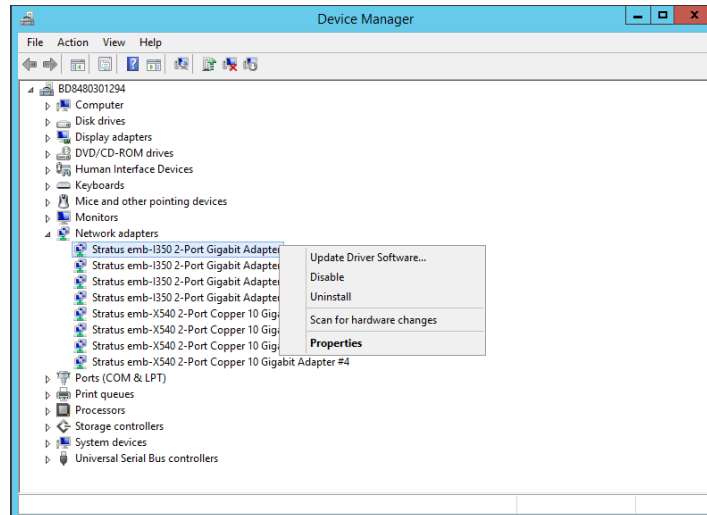 Device Manager
File Action View Help
BD8480301294
Computer
Disk drives
Display adapters
DVD/CD-ROM drives
Human Interface Devices
Keyboards
Mice and other pointing devices
Monitors
Network adapters
Stratus emb-I350 2-Port Gigabit Adapter
Stratus emb-I350 2-Port Gigabit Adapter
Stratus emb-I350 2-Port Gigabit Adapter
Stratus emb-I350 2-Port Gigabit Adapter
Stratus emb-X540 2-Port Copper 10 Giga
Stratus emb-X540 2-Port Copper 10 Giga
Stratus emb-X540 2-Port Copper 10 Giga
Stratus emb-X540 2-Port Copper 10 Gigabit Adapter #4
Ports (COM & LPT)
Print queues
Processors
Storage controllers
System devices
Universal Serial Bus controllers
Update Driver Software...
Disable
Uninstall
Scan for hardware changes
Properties